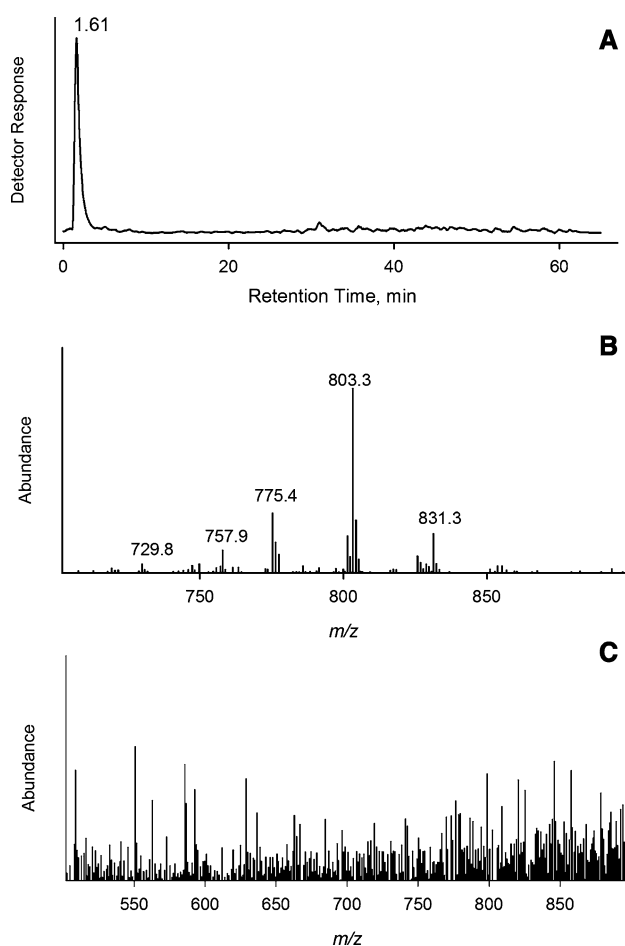 1.61
A
Detector Response
0 20 40 60
Retention Time, min
B
803.3
775.4
831.3
757.9
729.8
Abundance
750 800 850
m/z
C
Abundance
550 600 650 700 750 800 850
m/z